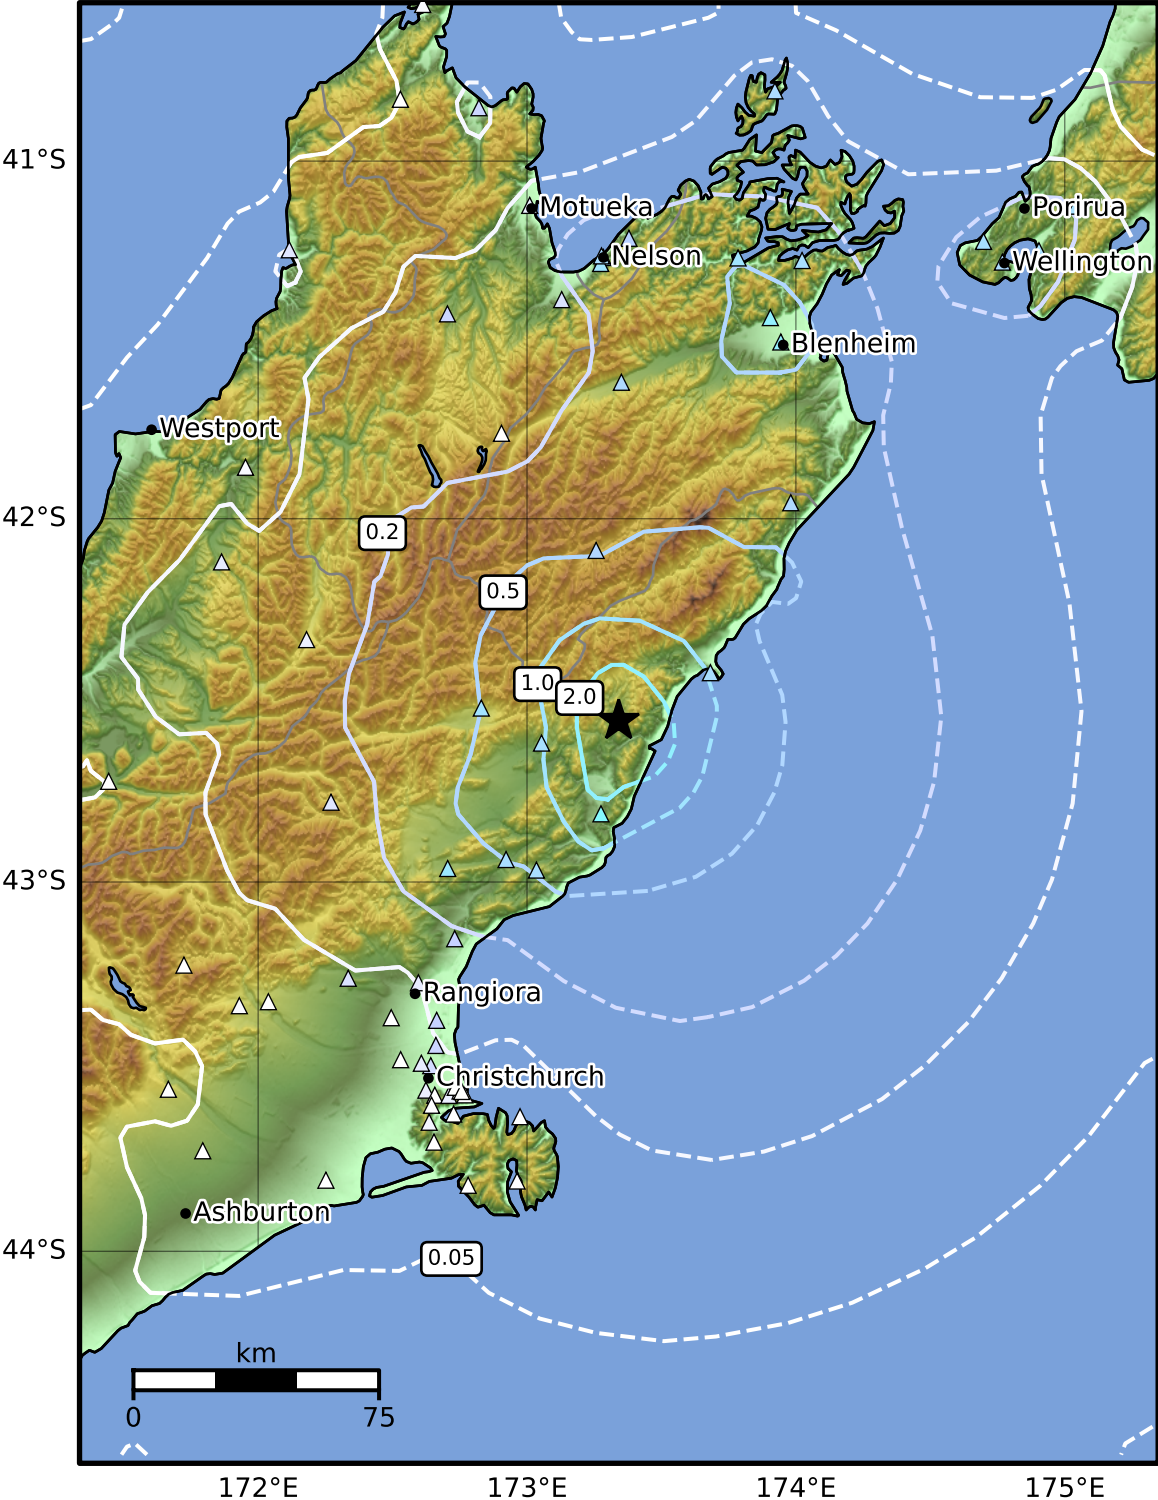 41°S
Motueka
Porirua
Nelson
Wellington
Blenheim
Westport
42°S
0.2
0.5
1.0
2.0
43°S
Rangiora
Christchurch
Ashburton
44°S
0.05
km
0 75
172°E 173°E 174°E 175°E